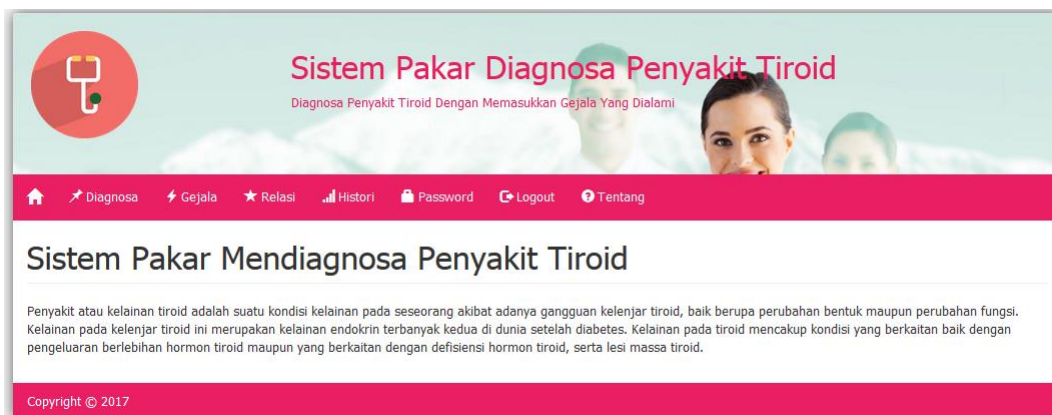 Sistem Pakar Diagnosa Penyakit Tiroid
Diagnosa Penyakit Tiroid Dengan Memasukkan Gejala Yang Dialami
Diagnosa Gejala Relasi Histori Password Logout Tentang
Sistem Pakar Mendiagnosa Penyakit Tiroid
Penyakit atau kelainan tiroid adalah suatu kondisi kelainan pada seseorang akibat adanya gangguan kelenjar tiroid, baik berupa perubahan bentuk maupun perubahan fungsi.
Kelainan pada kelenjar tiroid ini merupakan kelainan endokrin terbanyak kedua di dunia setelah diabetes. Kelainan pada tiroid mencakup kondisi yang berkaitan baik dengan
pengeluaran berlebihan hormon tiroid maupun yang berkaitan dengan defisiensi hormon tiroid, serta lesi massa tiroid.
Copyright © 2017